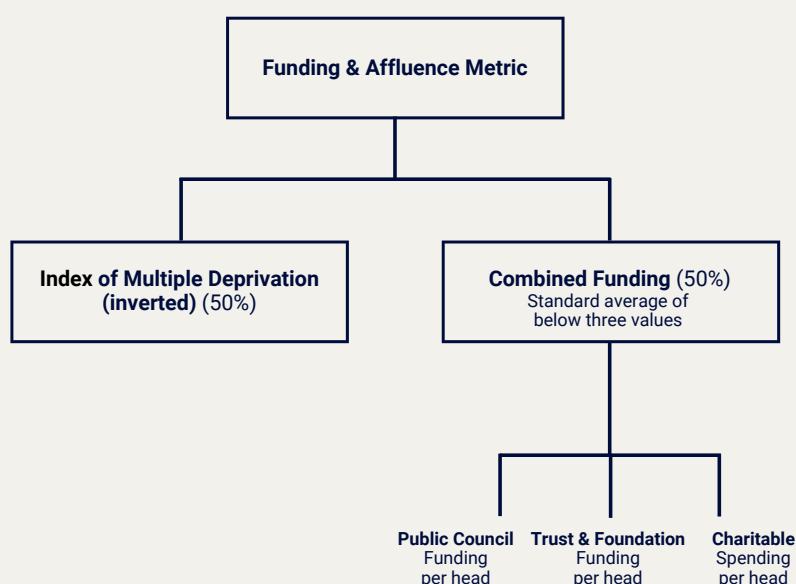 Funding & Affluence Metric
Index of Multiple Deprivation
(inverted) (50%)
Combined Funding (50%)
Standard average of
below three values
Public Council
Funding
per head
Trust & Foundation
Funding
per head
Charitable
Spending
per head